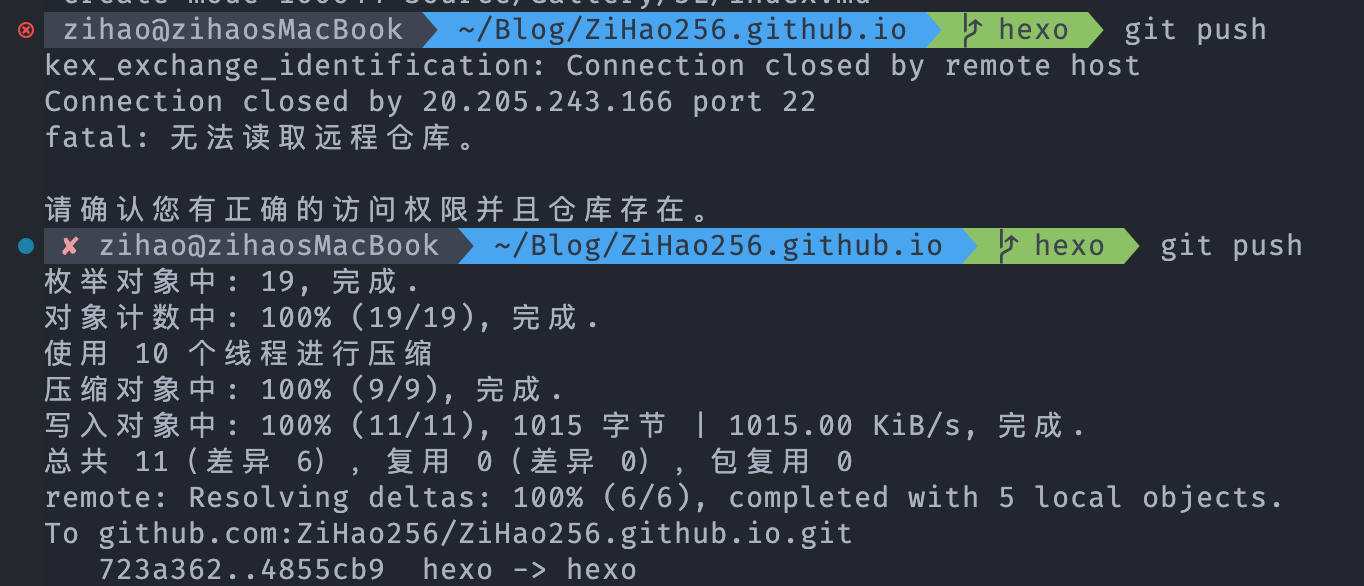 zihao@zihaosMacBook ~/Blog/ZiHao256.github.io hexo git push
kex_exchange_identification: Connection closed by remote host
Connection closed by 20.205.243.166 port 22
fatal: 无法读取远程仓库。
请确认您有正确的访问权限并且仓库存在。
✘ zihao@zihaosMacBook ~/Blog/ZiHao256.github.io hexo git push
枚举对象中: 19, 完成.
对象计数中: 100% (19/19), 完成.
使用 10 个线程进行压缩
压缩对象中: 100% (9/9), 完成.
写入对象中: 100% (11/11), 1015 字节 | 1015.00 KiB/s, 完成.
总共 11（差异 6），复用 0（差异 0），包复用 0
remote: Resolving deltas: 100% (6/6), completed with 5 local objects.
To github.com:ZiHao256/ZiHao256.github.io.git
723a362..4855cb9 hexo -> hexo